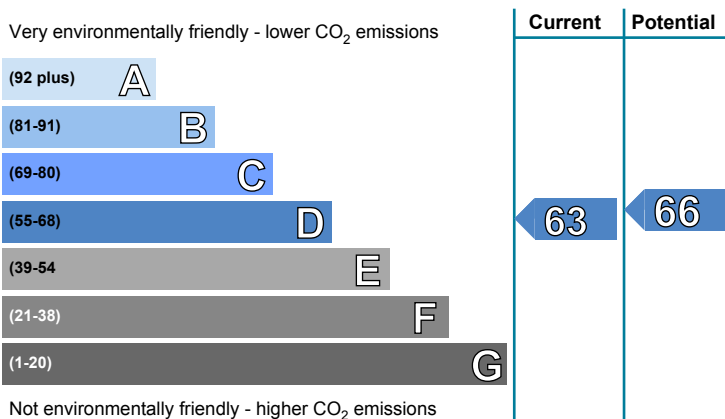 Current Potential
Very environmentally friendly - lower CO2 emissions
(92 plus) A
(81-91) B
(69-80) C
(55-68) D 63 66
(39-54 E
(21-38) F
(1-20) G
Not environmentally friendly - higher CO2 emissions